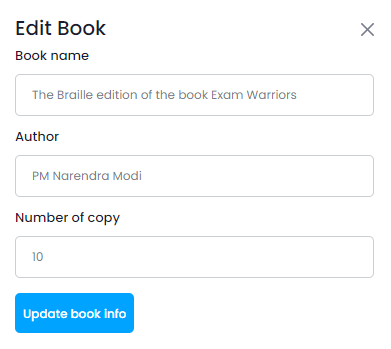 Edit Book
Book name
The Braille edition of the book Exam Warriors
Author
PM Narendra Modi
Number of copy
10
Update book info